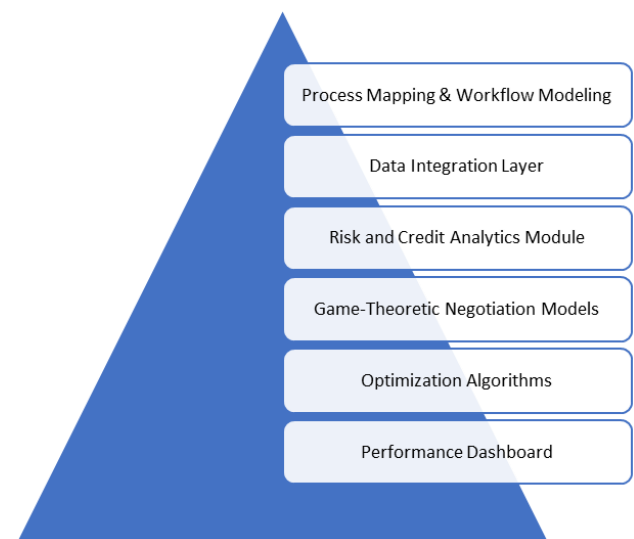 Process Mapping & Workflow Modeling
Data Integration Layer
Risk and Credit Analytics Module
Game-Theoretic Negotiation Models
Optimization Algorithms
Performance Dashboard